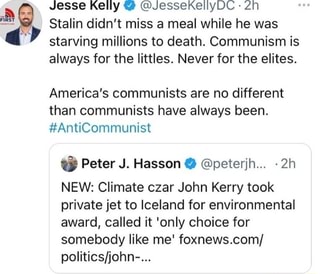 Jesse Kelly @JesseKellyDC · 2h
FIRST
Stalin didn't miss a meal while he was
starving millions to death. Communism is
always for the littles. Never for the elites.
America's communists are no different
than communists have always been.
#AntiCommunist
Peter J. Hasson @peterjh... · 2h
NEW: Climate czar John Kerry took
private jet to Iceland for environmental
award, called it 'only choice for
somebody like me' foxnews.com/
politics/john-...